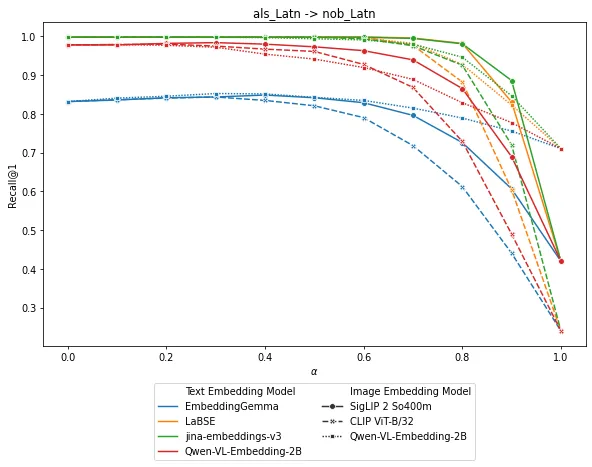 als_Latn -> nob_Latn
Recall@1
1.0
0.9
0.8
0.7
0.6
0.5
0.4
0.3
0.0 0.2 0.4 0.6 0.8 1.0
α
Text Embedding Model Image Embedding Model
EmbeddingGemma SigLIP 2 So400m
LaBSE CLIP ViT-B/32
jina-embeddings-v3 Qwen-VL-Embedding-2B
Qwen-VL-Embedding-2B